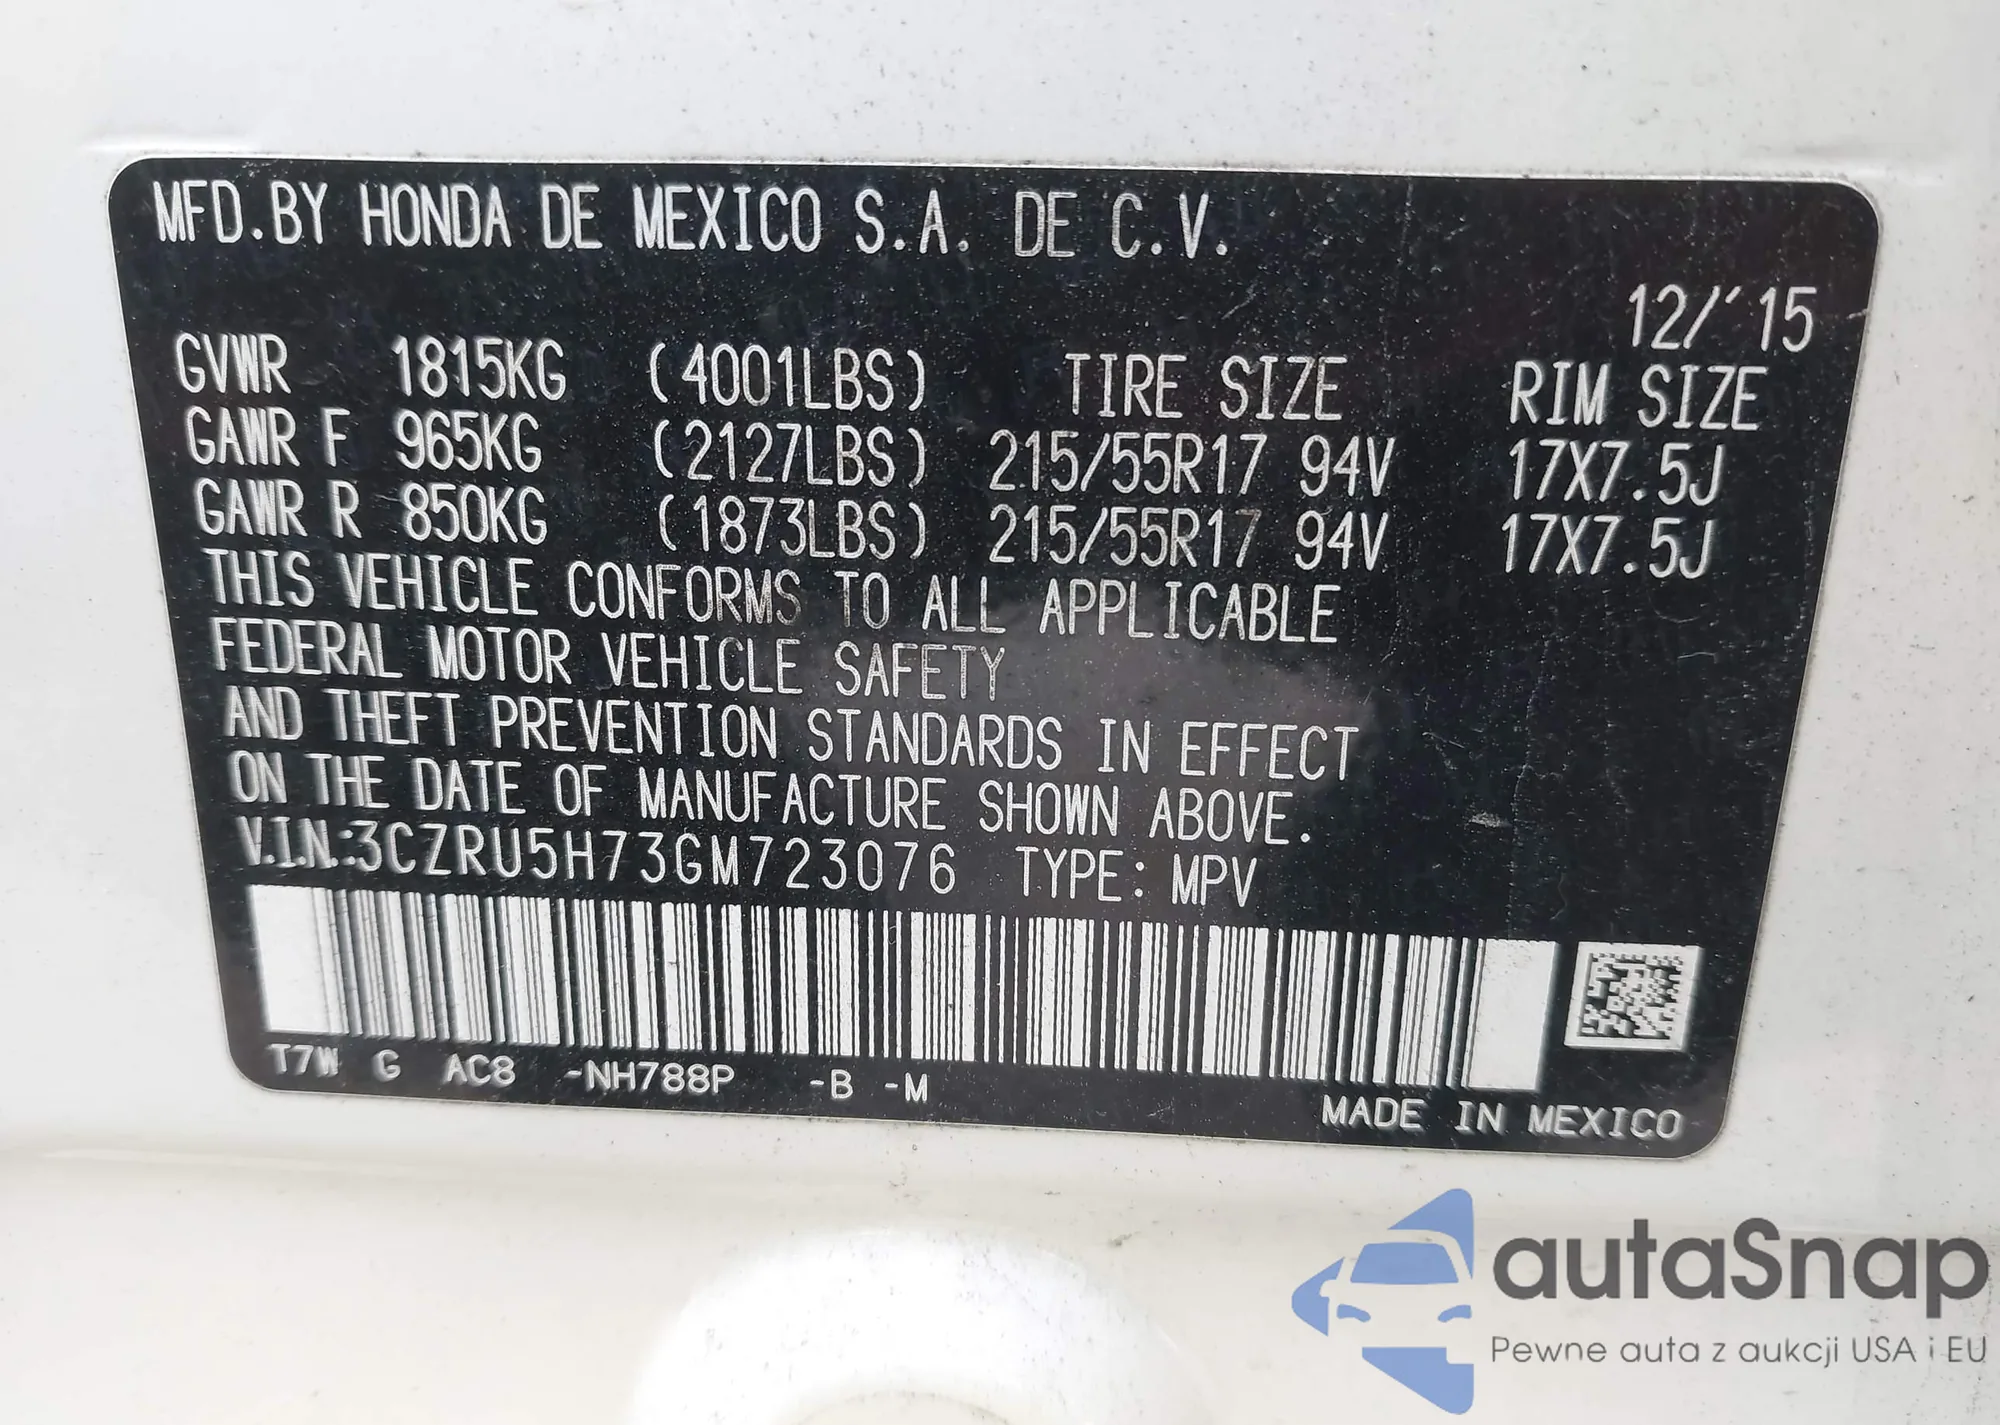 MFD.BY HONDA DE MEXICO S.A. DE C.V.
12/'15
GVWR 1815KG (4001LBS) TIRE SIZE RIM SIZE
GAWR F 965KG (2127LBS) 215/55R17 94V 17X7.5J
GAWR R 850KG (1873LBS) 215/55R17 94V 17X7.5J
THIS VEHICLE CONFORMS TO ALL APPLICABLE
FEDERAL MOTOR VEHICLE SAFETY
AND THEFT PREVENTION STANDARDS IN EFFECT
ON THE DATE OF MANUFACTURE SHOWN ABOVE.
V.I.N.:3CZRU5H73GM723076 TYPE: MPV
T7W G AC8 -NH788P -B -M
MADE IN MEXICO
autaSnap
Pewne auta z aukcji USA i EU